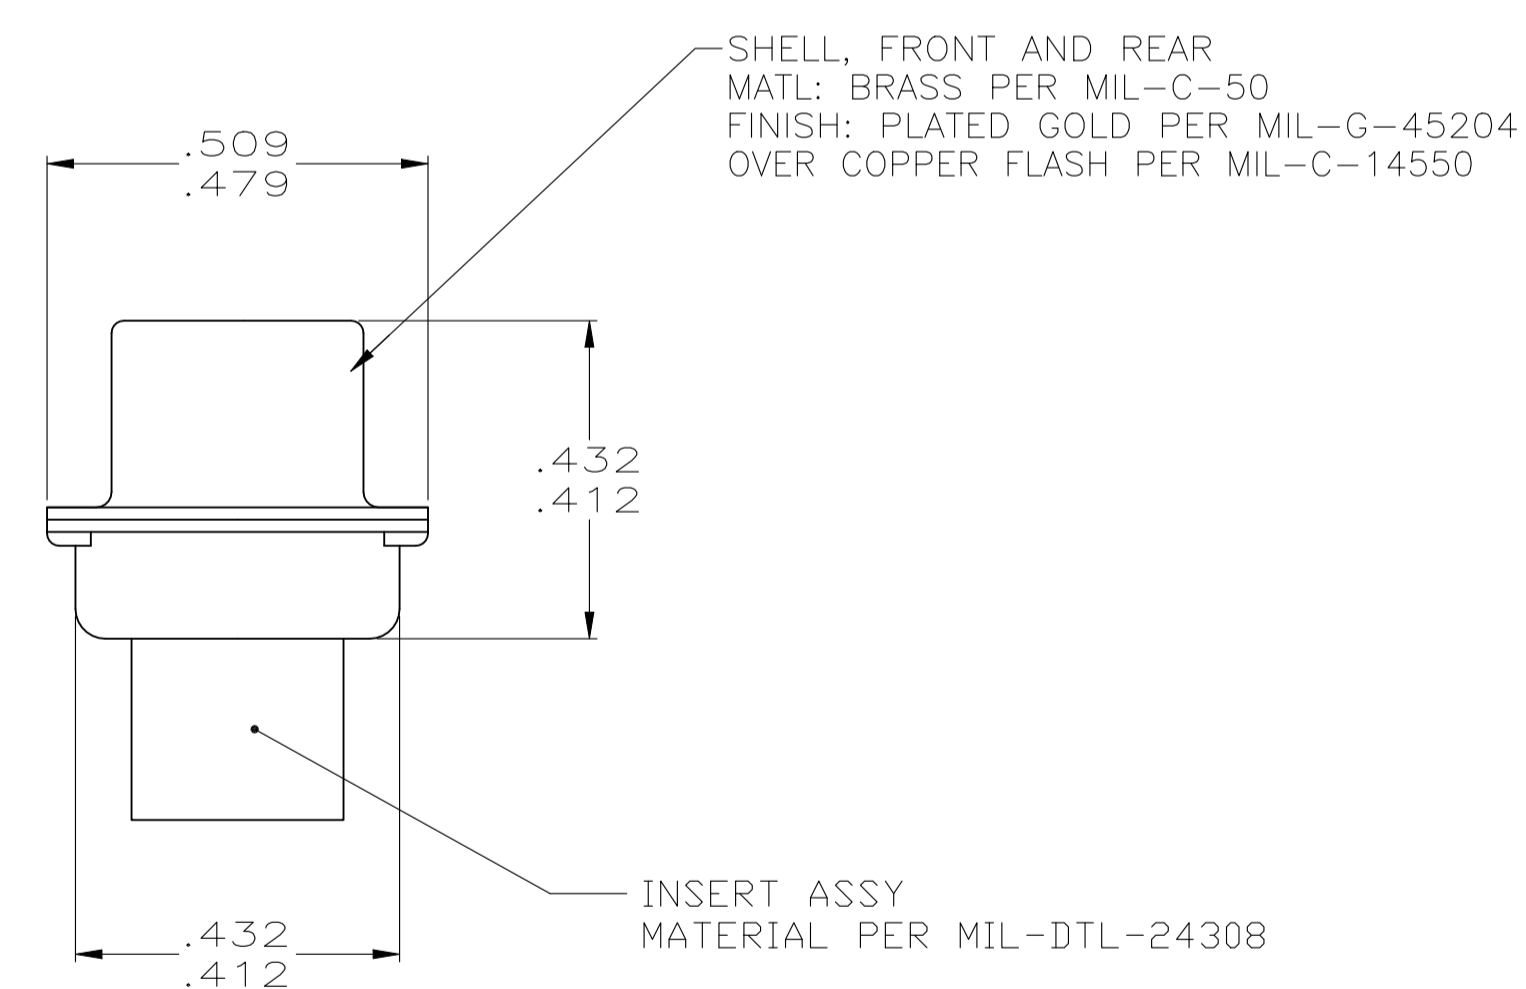 SHELL, FRONT AND REAR
MATL: BRASS PER MIL-C-50
FINISH: PLATED GOLD PER MIL-G-45204
OVER COPPER FLASH PER MIL-C-14550
.509
.479
.432
.412
INSERT ASSY
MATERIAL PER MIL-DTL-24308
.432
.412